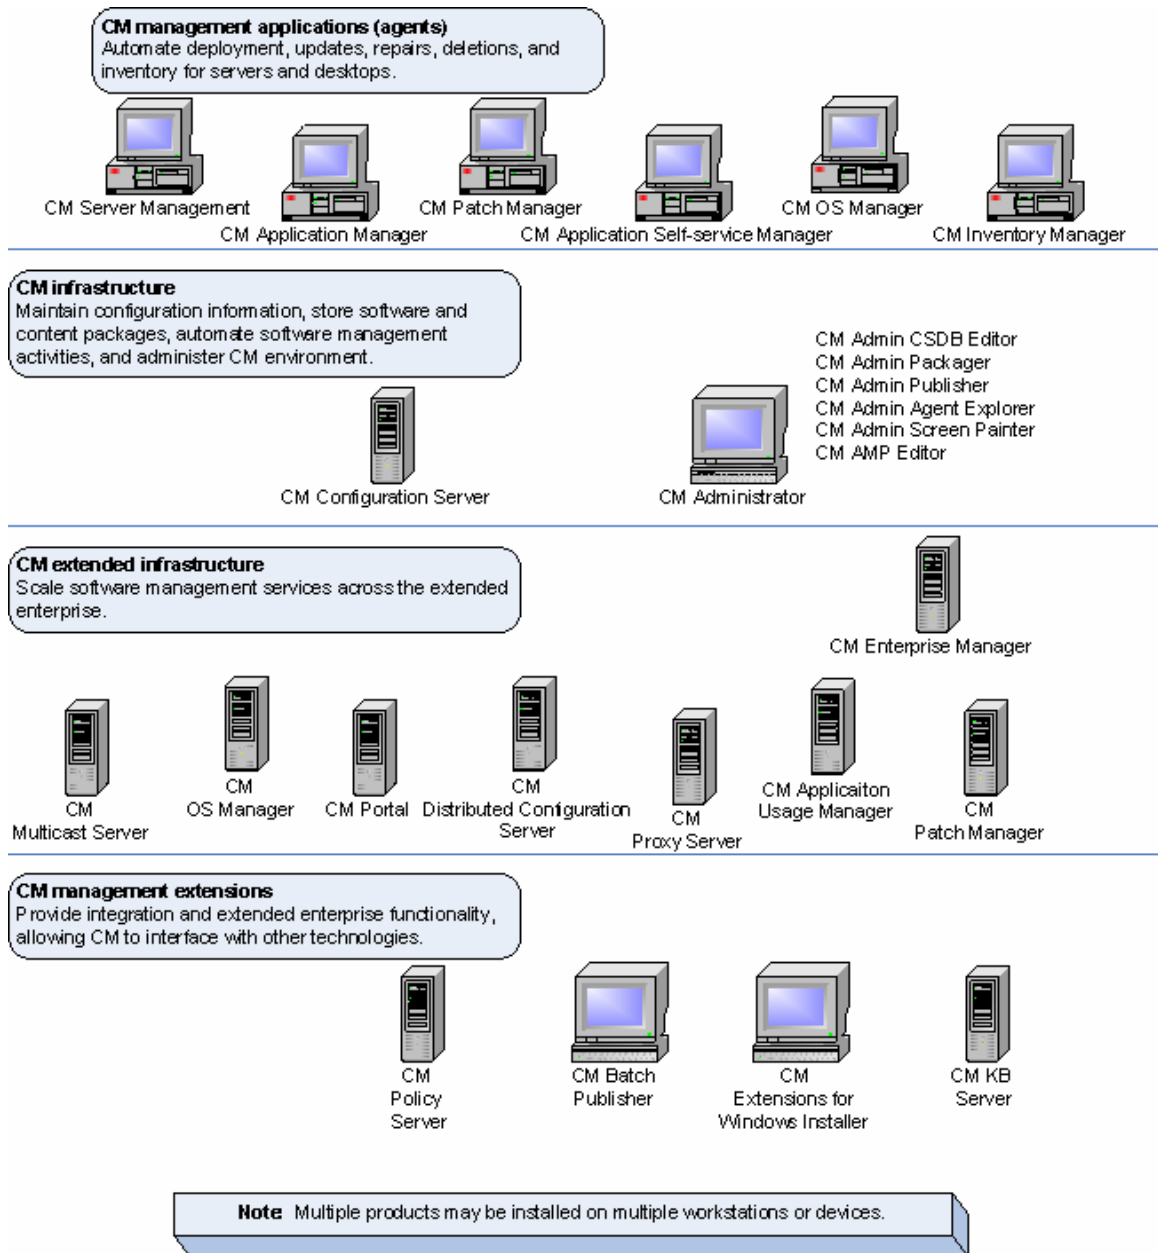 CM management applications (agents)
Automate deployment, updates, repairs, deletions, and
inventory for servers and desktops.
CM Server Management
CM Application Manager
CM Patch Manager
CM Application Self-service Manager
CM OS Manager
CM Inventory Manager
CM infrastructure
Maintain configuration information, store software and
content packages, automate software management
activities, and administer CM environment.
CM Configuration Server
CM Administrator
CM Admin CSDB Editor
CM Admin Packager
CM Admin Publisher
CM Admin Agent Explorer
CM Admin Screen Painter
CM AMP Editor
CM extended infrastructure
Scale software management services across the extended
enterprise.
CM Enterprise Manager
CM
Multicast Server
CM
OS Manager
CM Portal
CM
Distributed Configuration
Server
CM
Proxy Server
CM Applicaiton
Usage Manager
CM
Patch Manager
CM management extensions
Provide integration and extended enterprise functionality,
allowing CM to interface with other technologies.
CM
Policy
Server
CM Batch
Publisher
CM
Extensions for
Windows Installer
CM KB
Server
Note Multiple products may be installed on multiple workstations or devices.